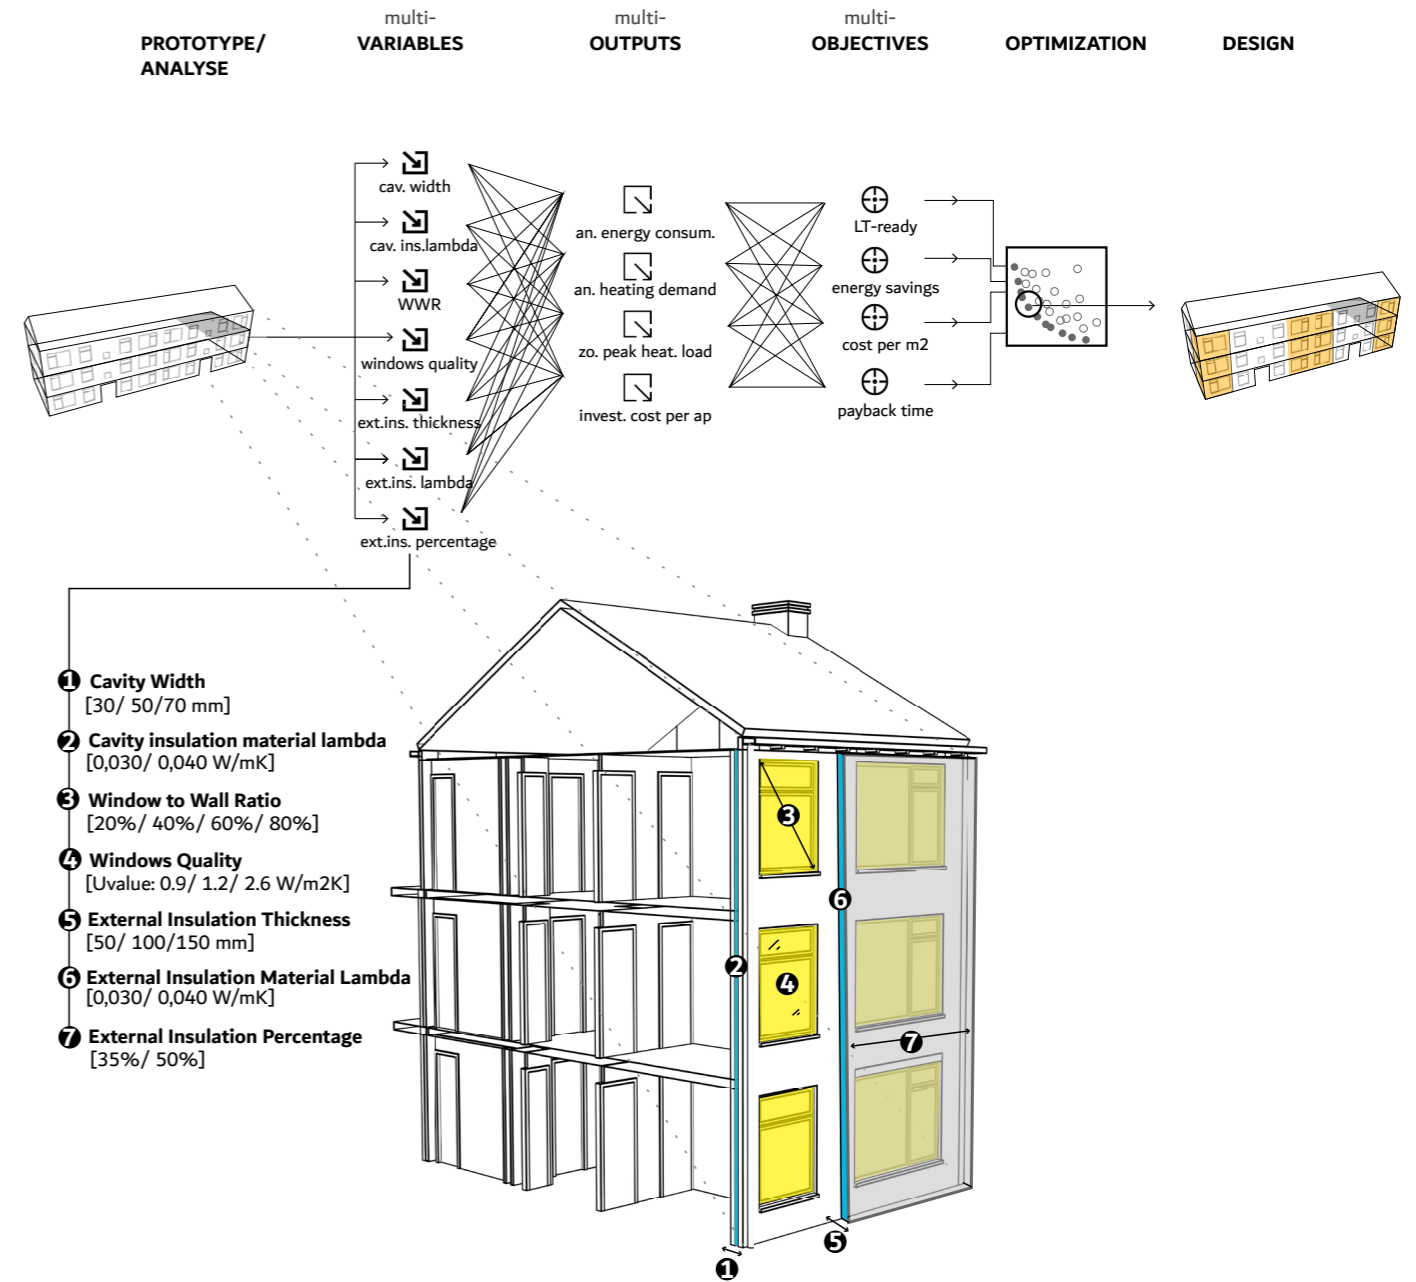 multi-
multi-
multi-
PROTOTYPE/
ANALYSE
VARIABLES
OUTPUTS
OBJECTIVES
OPTIMIZATION
DESIGN
cav. width
cav. ins.lambda
WWR
windows quality
ext.ins. thickness
ext.ins. lambda
ext.ins. percentage
an. energy consum.
an. heating demand
zo. peak heat. load
invest. cost per ap
LT-ready
energy savings
cost per m2
payback time
1 Cavity Width
[30/ 50/70 mm]
2 Cavity insulation material lambda
[0,030/ 0,040 W/mK]
3 Window to Wall Ratio
[20%/ 40%/ 60%/ 80%]
4 Windows Quality
[Uvalue: 0.9/ 1.2/ 2.6 W/m2K]
5 External Insulation Thickness
[50/ 100/150 mm]
6 External Insulation Material Lambda
[0,030/ 0,040 W/mK]
7 External Insulation Percentage
[35%/ 50%]
3
6
2
4
7
5
1